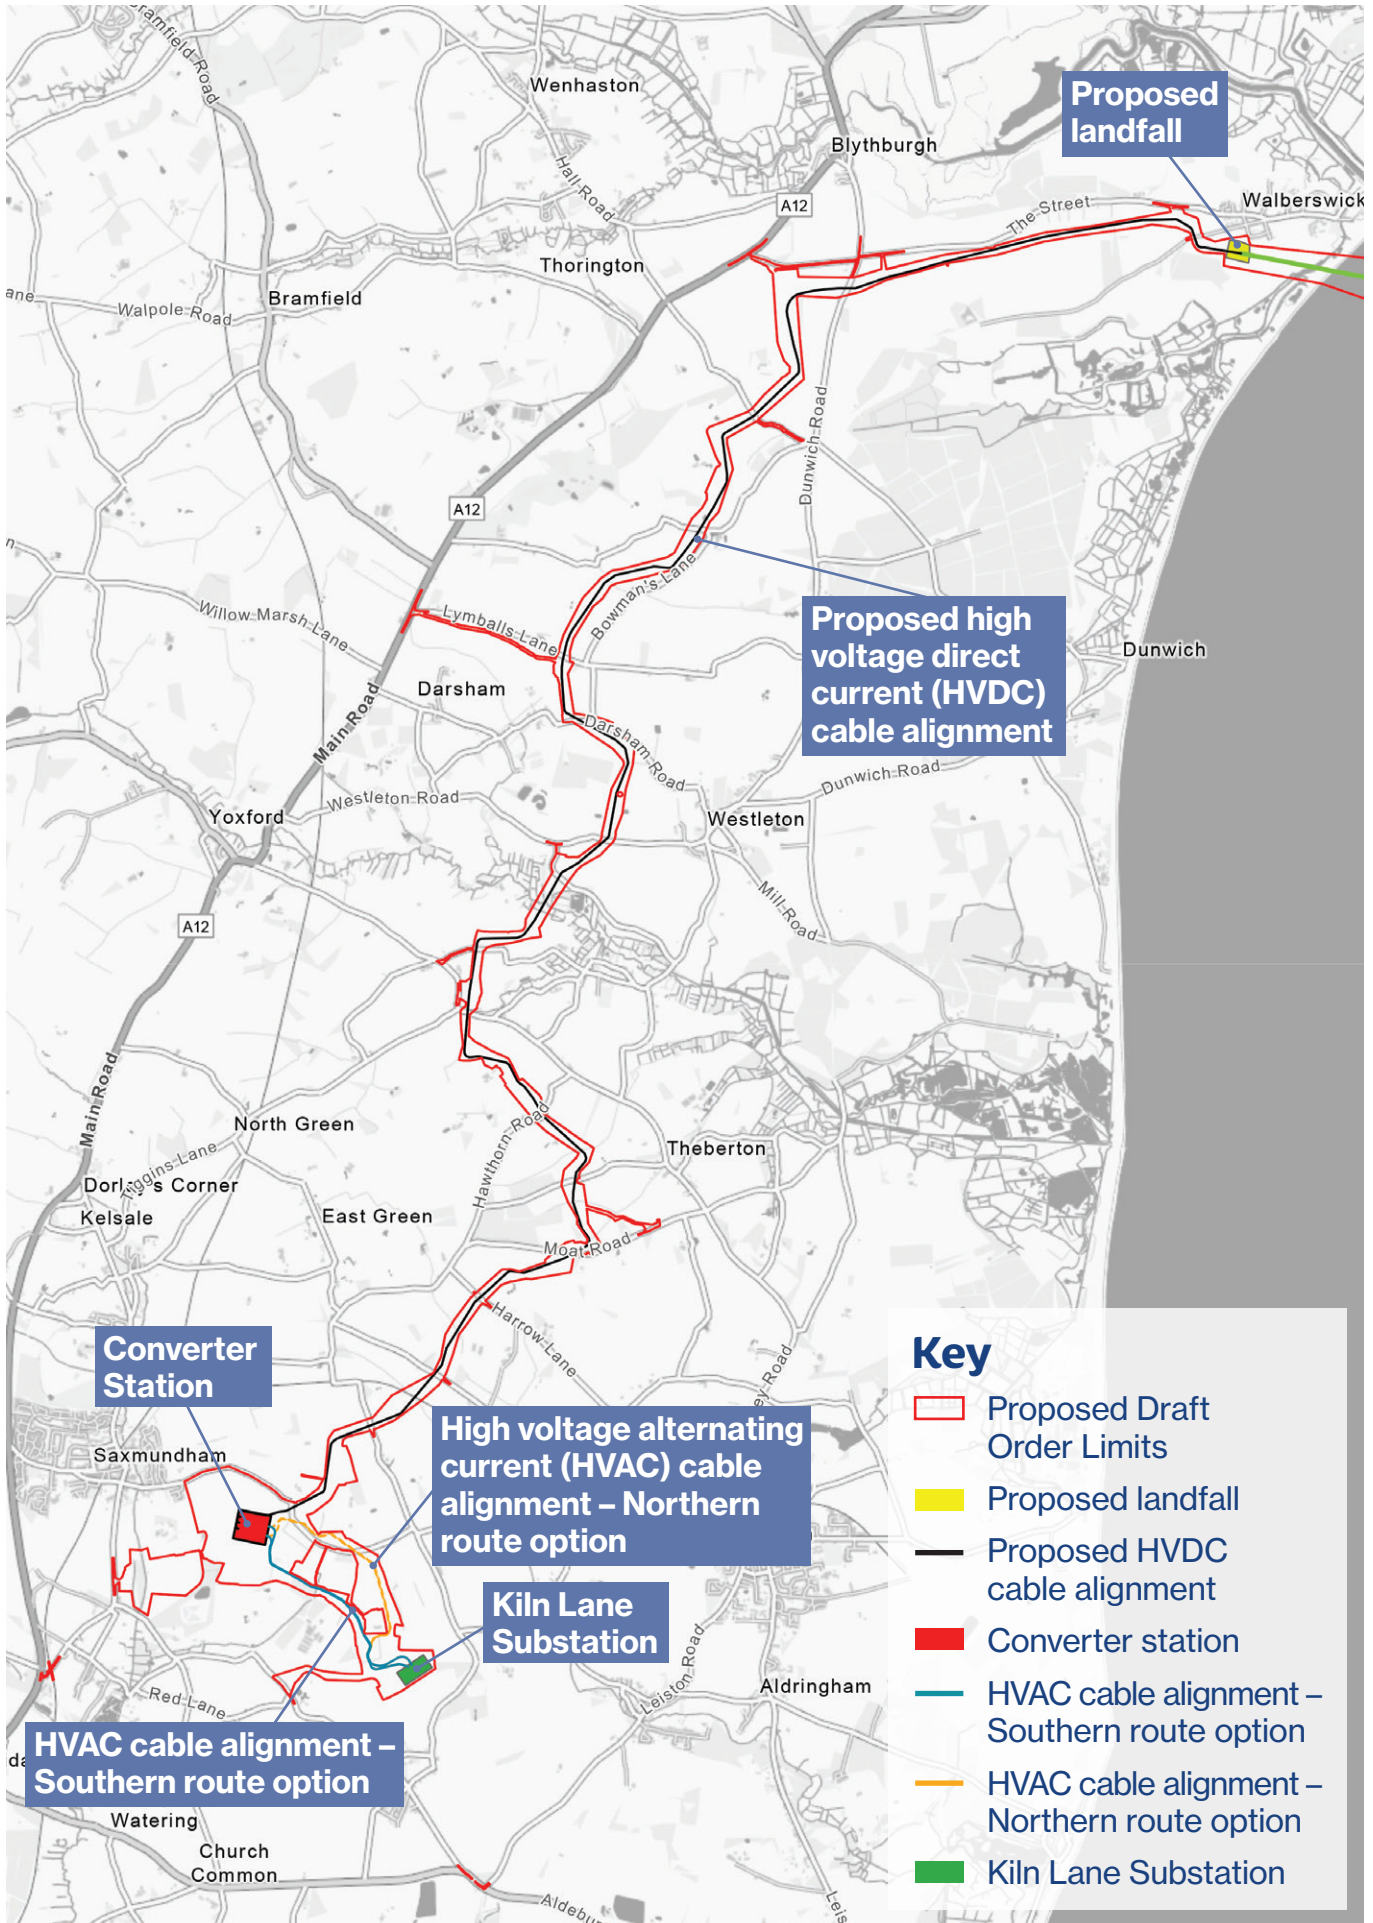 Bramfield Road
Wenhaston
Proposed
landfall
Blythburgh
Hall Road
A12
The Street
Walberswick
Thorington
Bramfield
Walpole Road
Dunwich Road
A12
Bowman's Lane
Willow Marsh Lane
Lymballs Lane
Proposed high
voltage direct
current (HVDC)
cable alignment
Dunwich
Darsham
Main Road
Darsham Road
Dunwich Road
Westleton Road
Yoxford
Westleton
Mill Road
A12
Main Road
North Green
Hawthorn Road
Theberton
Tiggins Lane
Kelsale
East Green
Moat Road
Harrow Lane
Converter
Station
Saxmundham
High voltage alternating
current (HVAC) cable
alignment – Northern
route option
Kiln Lane
Substation
Leiston Road
Aldringham
Red Lane
HVAC cable alignment –
Southern route option
Watering
Church
Common
Key
Proposed Draft
Order Limits
Proposed landfall
Proposed HVDC
cable alignment
Converter station
HVAC cable alignment –
Southern route option
HVAC cable alignment –
Northern route option
Kiln Lane Substation